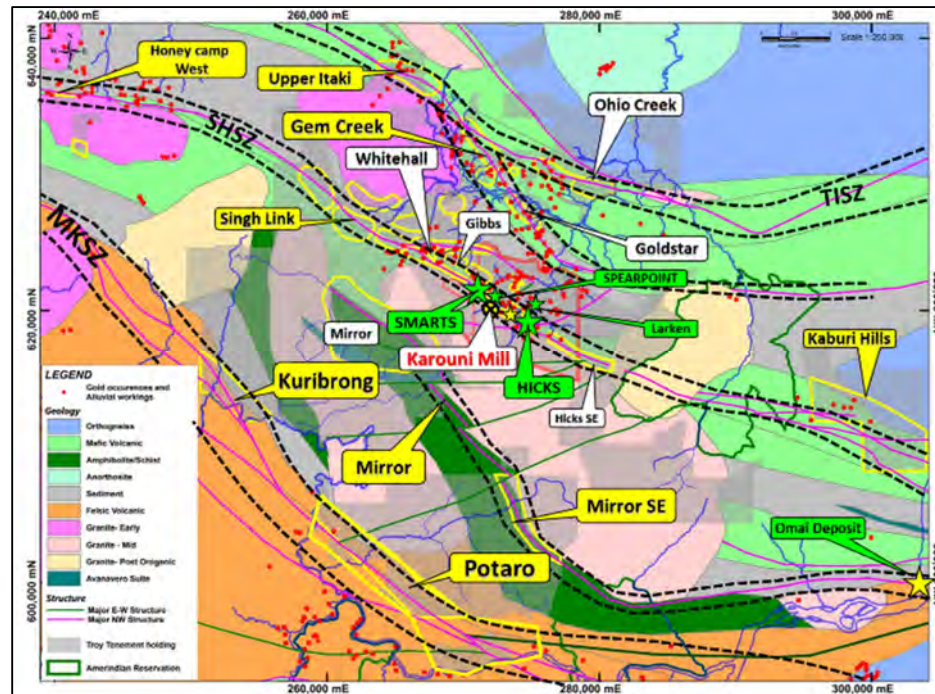 240,000 mE
260,000 mE
280,000 mE
300,000 mE
640,000 mN
Honey camp
West
Upper Itaki
Ohio Creek
Gem Creek
SHSZ
Whitehall
TISZ
Singh Link
Gibbs
Goldstar
MKSZ
SPEARPOINT
SMARTS
Larken
620,000 mN
Mirror
Karouni Mill
HICKS
Kaburi Hills
Kuribrong
Hicks SE
Mirror
Mirror SE
Omai Deposit
Potaro
600,000 mN
LEGEND
Gold occurences and
Alluvial workings
Geology
Orthogneiss
Mafic Volcanic
Amphibolite/Schist
Anorthosite
Sediment
Felsic Volcanic
Granite- Early
Granite - Mid
Granite- Post Orogenic
Avanavero Suite
Structure
Major E-W Structure
Major NW Structure
Troy Tenement holding
Amerindian Reservation
260,000 mE
280,000 mE
300,000 mE